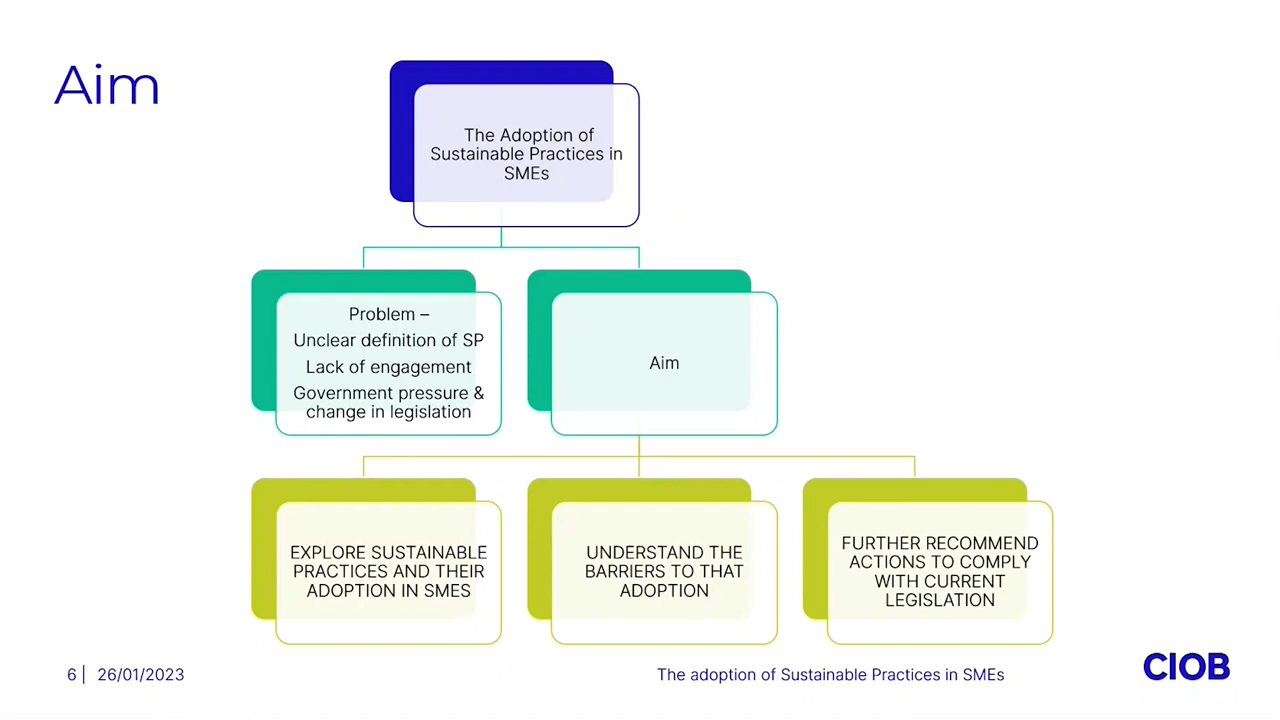 Aim
The Adoption of
Sustainable Practices in
SMEs
Problem –
Unclear definition of SP
Lack of engagement
Government pressure &
change in legislation
Aim
EXPLORE SUSTAINABLE
PRACTICES AND THEIR
ADOPTION IN SMES
UNDERSTAND THE
BARRIERS TO THAT
ADOPTION
FURTHER RECOMMEND
ACTIONS TO COMPLY
WITH CURRENT
LEGISLATION
6 | 26/01/2023
The adoption of Sustainable Practices in SMEs
CIOB